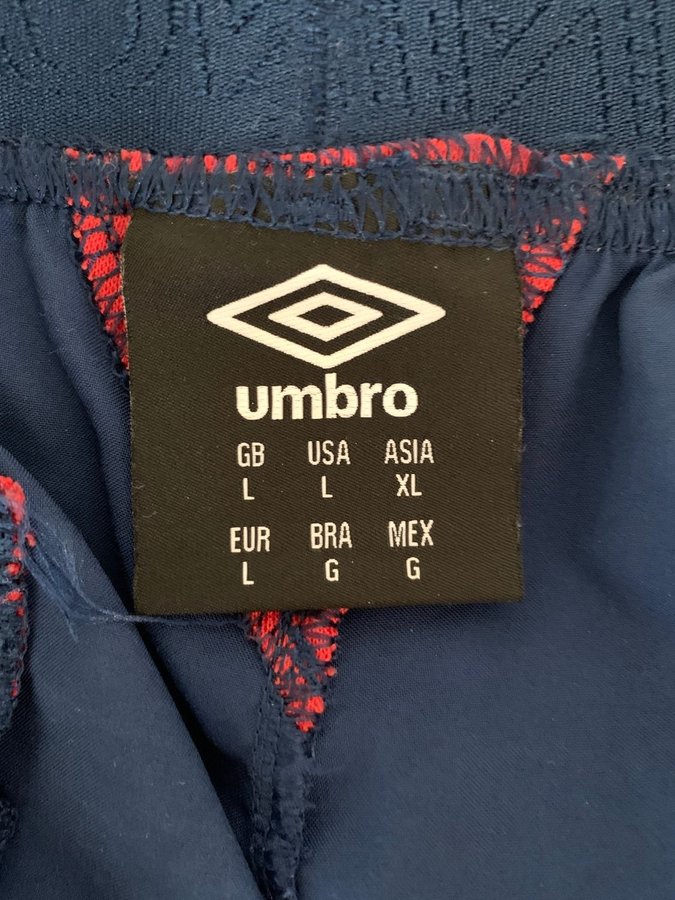 umbro
GB USA ASIA
L L XL
EUR BRA MEX
L G G